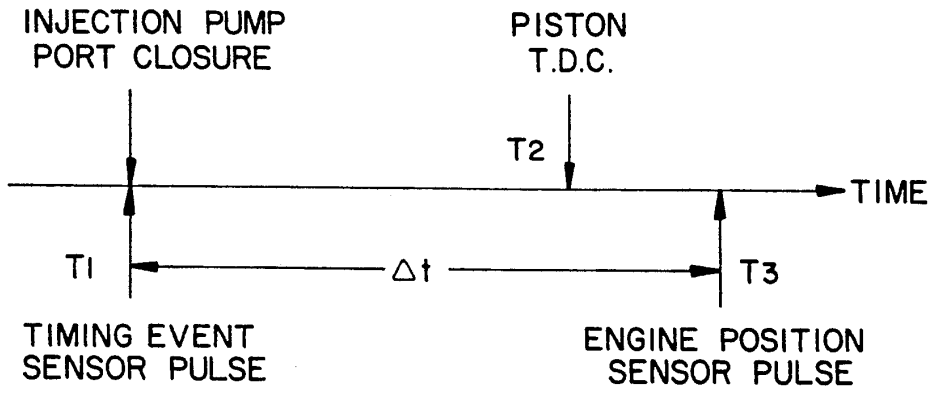 INJECTION PUMP
PORT CLOSURE
PISTON
T.D.C.
T2
TIME
T1
Δt
T3
TIMING EVENT
SENSOR PULSE
ENGINE POSITION
SENSOR PULSE